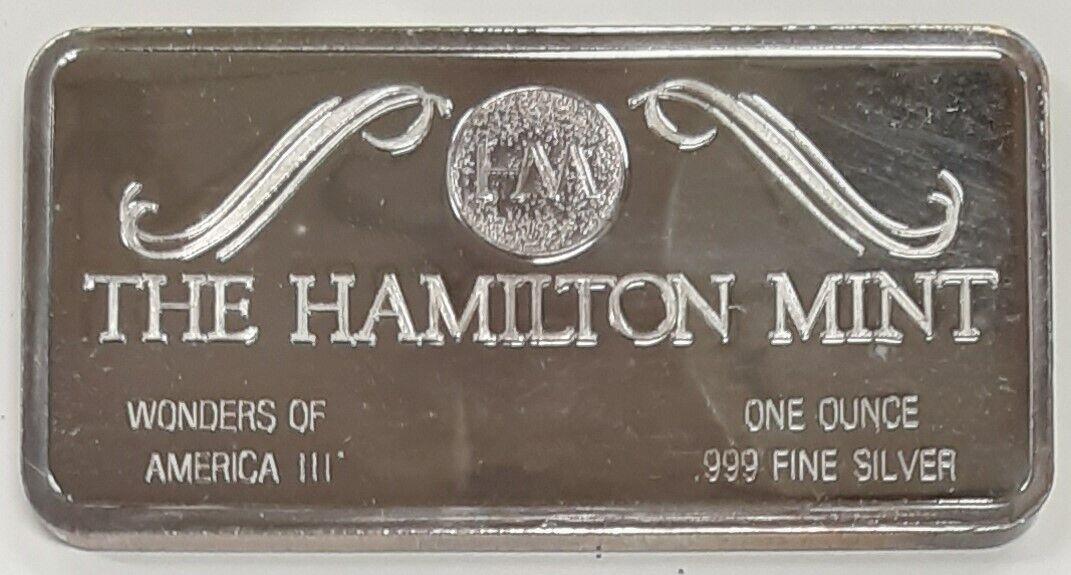 HM
THE HAMILTON MINT
WONDERS OF
AMERICA III
ONE OUNCE
.999 FINE SILVER